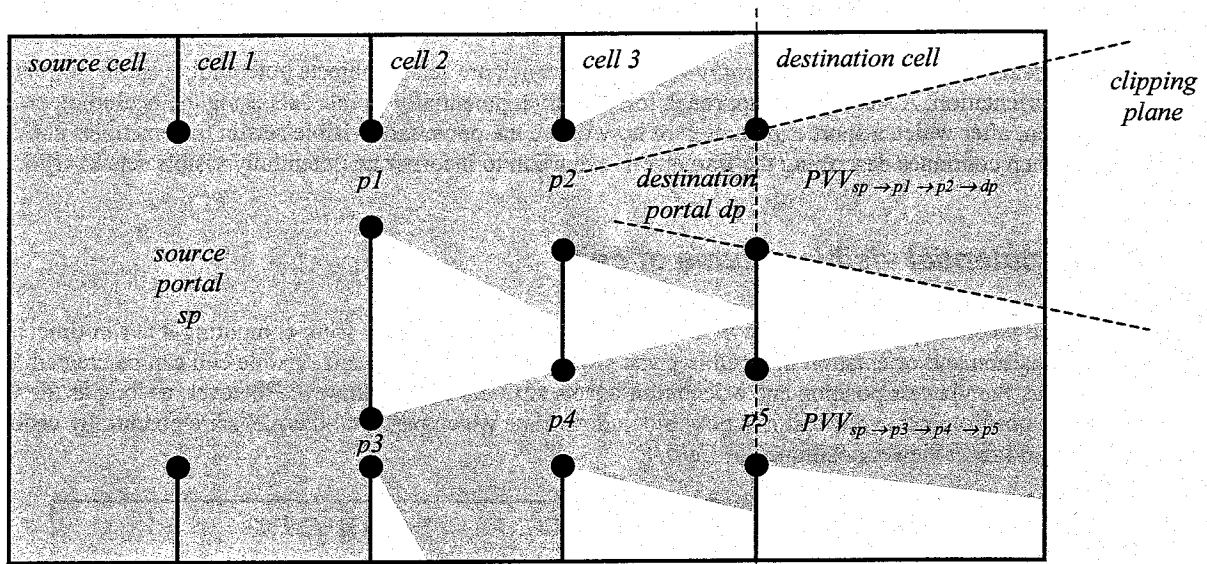 source cell
cell 1
cell 2
cell 3
destination cell
clipping
plane
p1
p2
destination
portal dp
PVV sp→p1→p2→dp
source
portal
sp
p3
p4
p5
PVV sp→p3→p4→p5